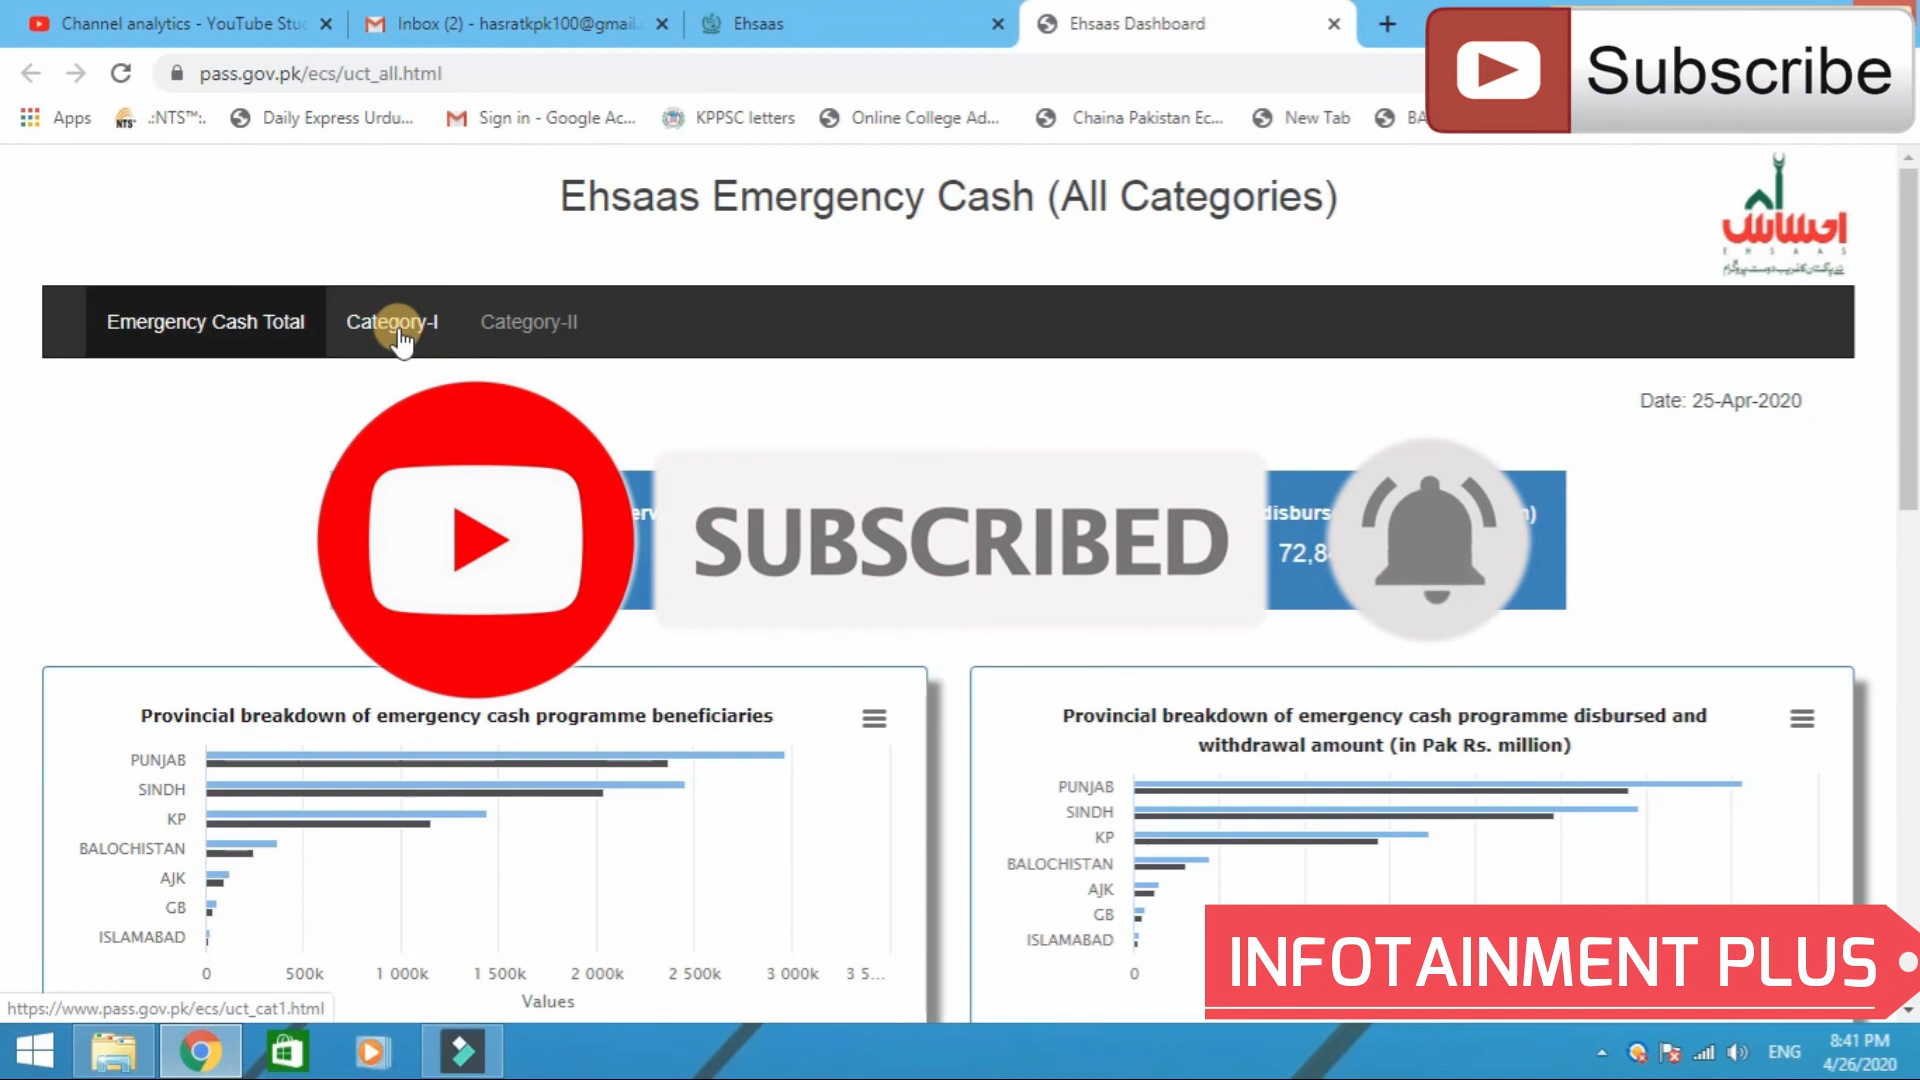 Channel analytics - YouTube Stu
Inbox (2) - hasratkpk100@gmail.
Ehsaas
Ehsaas Dashboard
Subscribe
pass.gov.pk/ecs/uct_all.html
Apps
NTS
.:NTS™:.
Daily Express Urdu...
Sign in - Google Ac...
KPPSC letters
Online College Ad...
Chaina Pakistan Ec...
New Tab
BA
Ehsaas Emergency Cash (All Categories)
احساس
E H S A A S
Emergency Cash Total
Category-I
Category-II
Date: 25-Apr-2020
SUBSCRIBED
72,8
Provincial breakdown of emergency cash programme beneficiaries
PUNJAB
SINDH
KP
BALOCHISTAN
AJK
GB
ISLAMABAD
0 500k 1 000k 1 500k 2 000k 2 500k 3 000k 3 5...
Values
Provincial breakdown of emergency cash programme disbursed and
withdrawal amount (in Pak Rs. million)
PUNJAB
SINDH
KP
BALOCHISTAN
AJK
GB
ISLAMABAD
0
INFOTAINMENT PLUS
https://www.pass.gov.pk/ecs/uct_cat1.html
ENG
8:41 PM
4/26/2020